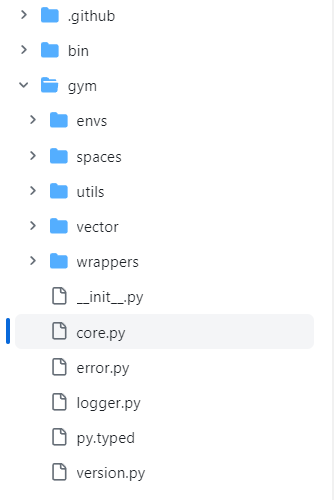 .github
bin
gym
envs
spaces
utils
vector
wrappers
__init__.py
core.py
error.py
logger.py
py.typed
version.py